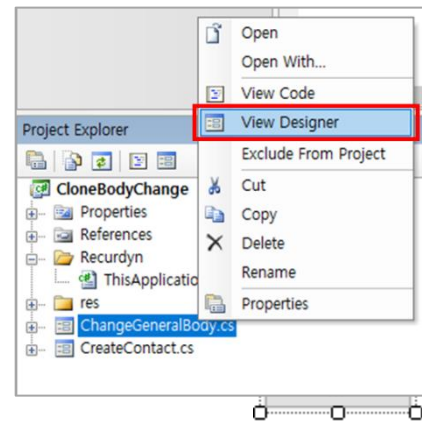 Open
Open With...
View Code
View Designer
Exclude From Project
Cut
Copy
Delete
Rename
Properties
Project Explorer
CloneBodyChange
Properties
References
Recurdyn
ThisApplicatio
res
ChangeGeneralBody.cs
CreateContact.cs